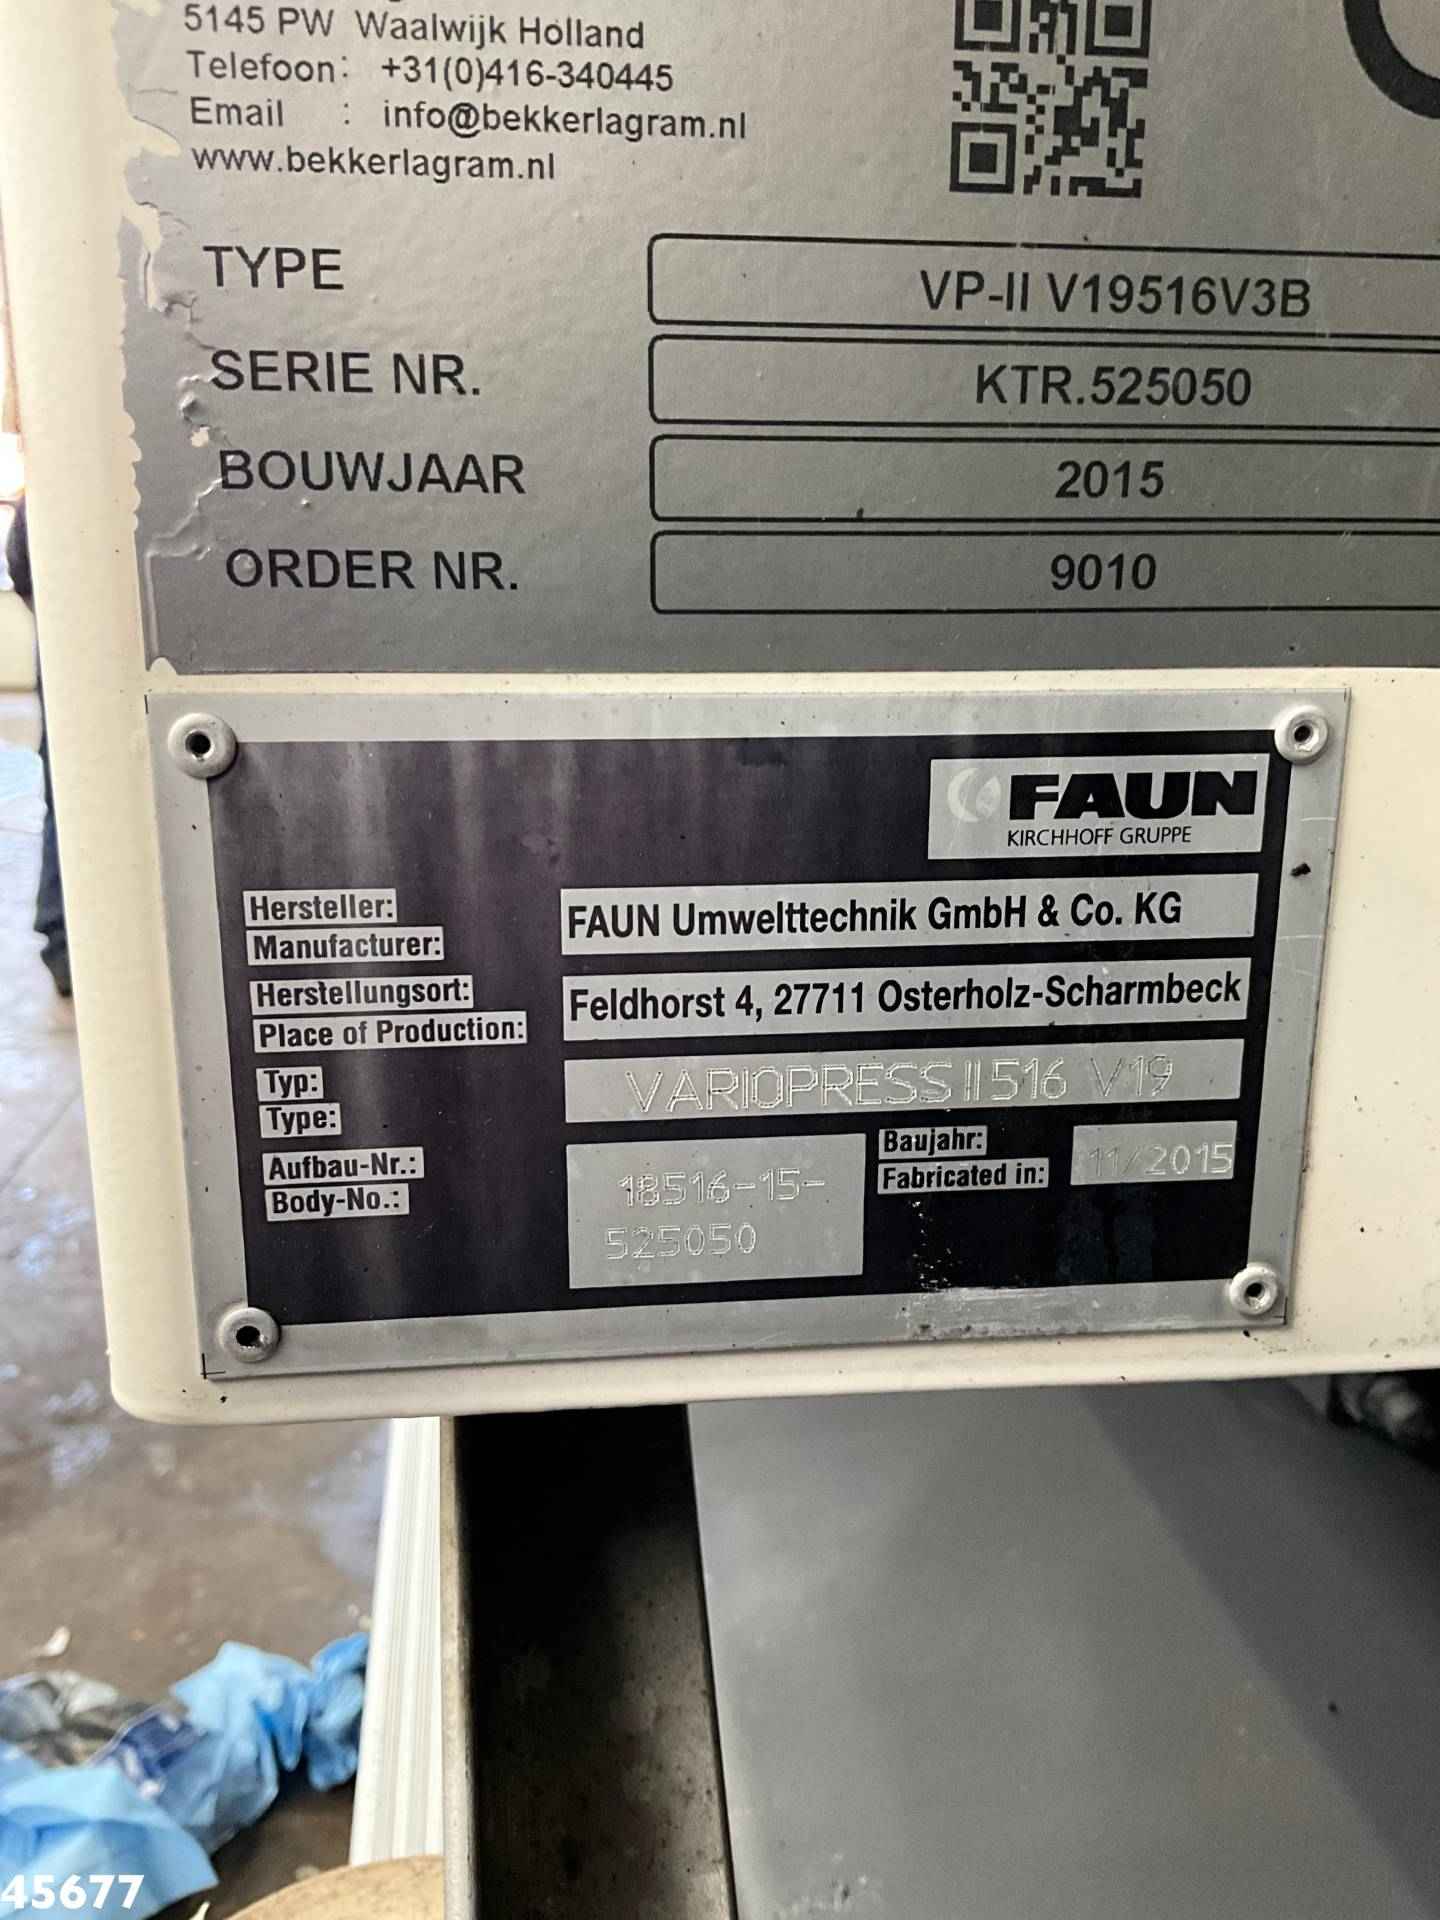 5145 PW Waalwijk Holland
Telefoon: +31(0)416-340445
Email : info@bekkerlagram.nl
www.bekkerlagram.nl
TYPE VP-II V19516V3B
SERIE NR. KTR.525050
BOUWJAAR 2015
ORDER NR. 9010
FAUN
KIRCHHOFF GRUPPE
Hersteller:
Manufacturer: FAUN Umwelttechnik GmbH & Co. KG
Herstellungsort:
Place of Production: Feldhorst 4, 27711 Osterholz-Scharmbeck
Typ:
Type: VARIOPRESS II 516 V19
Aufbau-Nr.:
Body-No.: 18516-15-
525050
Baujahr:
Fabricated in: 11/2015
45677